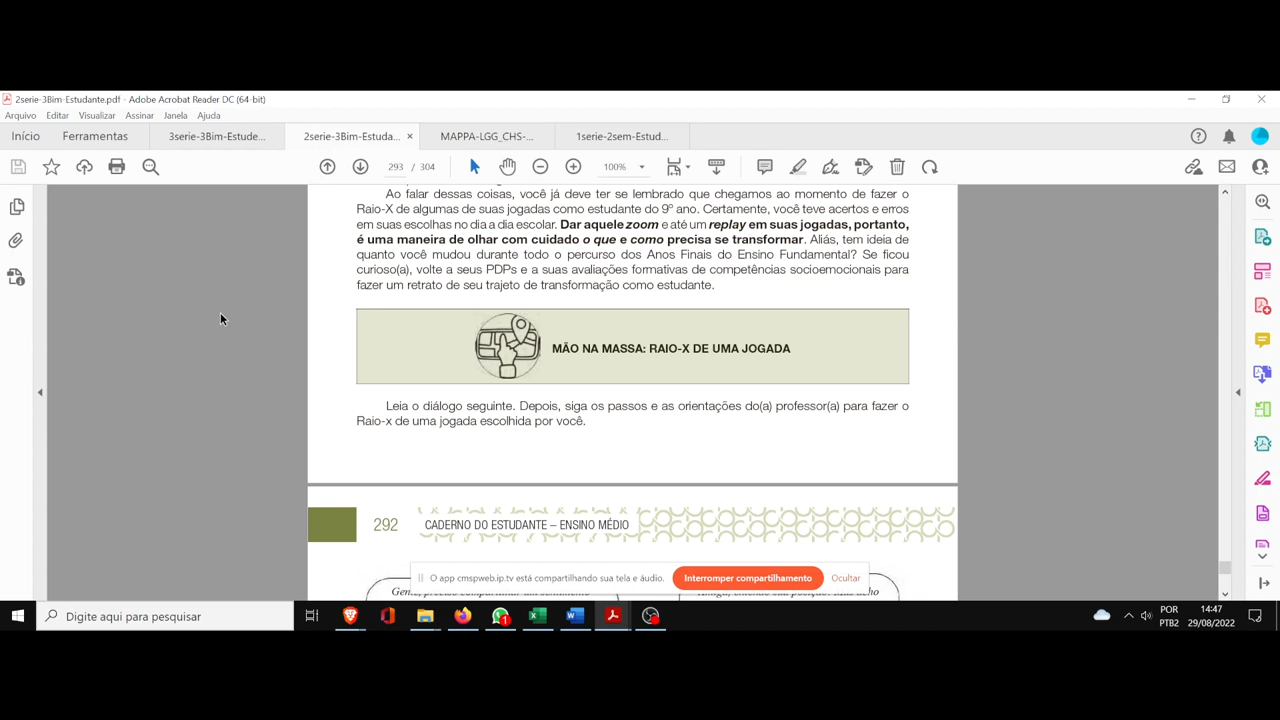 2serie-3Bim-Estudante.pdf - Adobe Acrobat Reader DC (64-bit)
Arquivo Editar Visualizar Assinar Janela Ajuda
Início Ferramentas 3serie-3Bim-Estude... 2serie-3Bim-Estuda... × MAPPA-LGG_CHS-... 1serie-2sem-Estud...
293 / 304 100%
Ao falar dessas coisas, você já deve ter se lembrado que chegamos ao momento de fazer o
Raio-X de algumas de suas jogadas como estudante do 9º ano. Certamente, você teve acertos e erros
em suas escolhas no dia a dia escolar. Dar aquele zoom e até um replay em suas jogadas, portanto,
é uma maneira de olhar com cuidado o que e como precisa se transformar. Aliás, tem ideia de
quanto você mudou durante todo o percurso dos Anos Finais do Ensino Fundamental? Se ficou
curioso(a), volte a seus PDPs e a suas avaliações formativas de competências socioemocionais para
fazer um retrato de seu trajeto de transformação como estudante.
MÃO NA MASSA: RAIO-X DE UMA JOGADA
Leia o diálogo seguinte. Depois, siga os passos e as orientações do(a) professor(a) para fazer o
Raio-x de uma jogada escolhida por você.
292 CADERNO DO ESTUDANTE – ENSINO MÉDIO
O app cmspweb.ip.tv está compartilhando sua tela e áudio. Interromper compartilhamento Ocultar
Digite aqui para pesquisar
1
POR
PTB2
14:47
29/08/2022